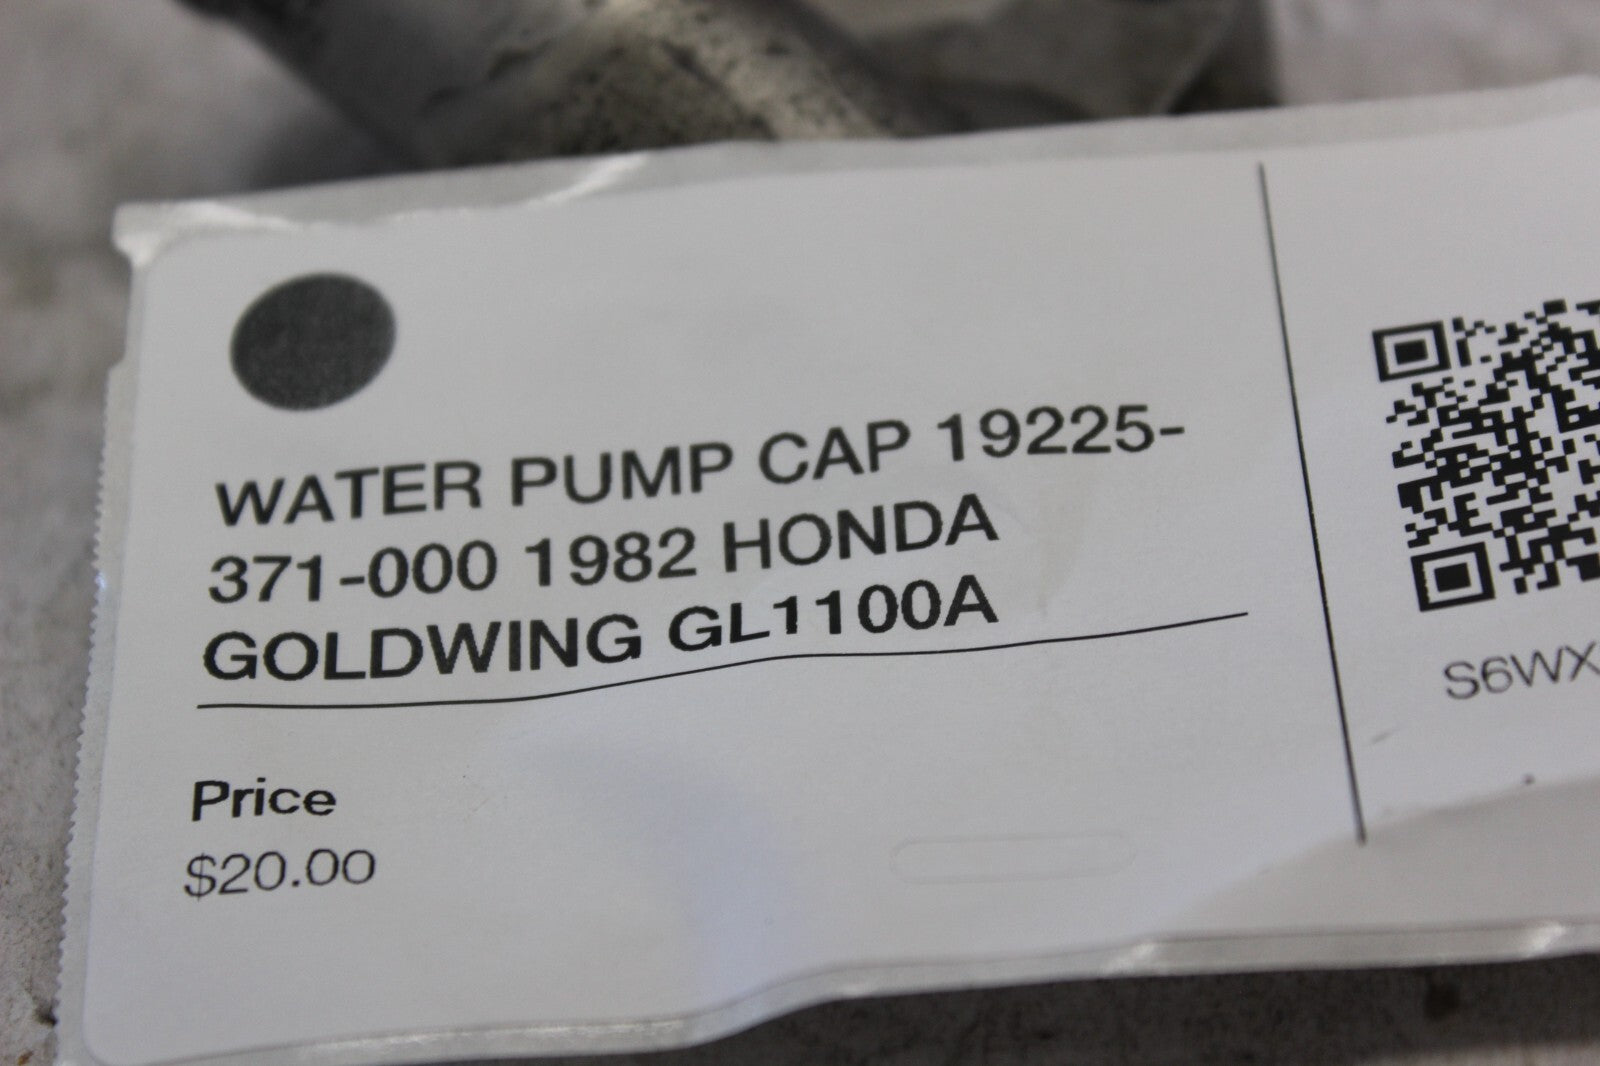 WATER PUMP CAP 19225-
371-000 1982 HONDA
GOLDWING GL1100A
Price
$20.00
S6WX